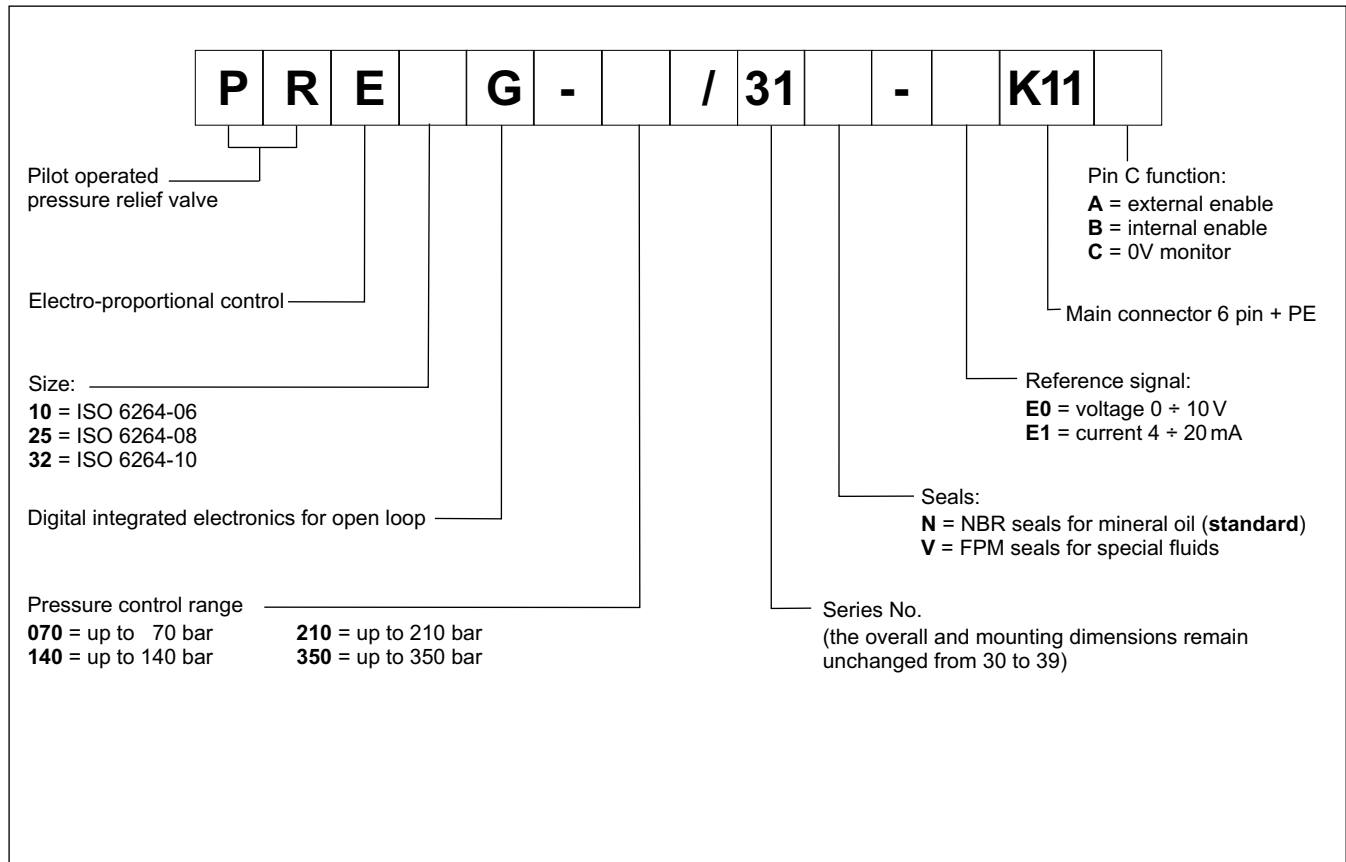 P R E G - / 31 - K11
Pilot operated
pressure relief valve
Electro-proportional control
Size:
10 = ISO 6264-06
25 = ISO 6264-08
32 = ISO 6264-10
Digital integrated electronics for open loop
Pressure control range
070 = up to 70 bar 210 = up to 210 bar
140 = up to 140 bar 350 = up to 350 bar
Pin C function:
A = external enable
B = internal enable
C = 0V monitor
Main connector 6 pin + PE
Reference signal:
E0 = voltage 0 ÷ 10 V
E1 = current 4 ÷ 20 mA
Seals:
N = NBR seals for mineral oil (standard)
V = FPM seals for special fluids
Series No.
(the overall and mounting dimensions remain
unchanged from 30 to 39)